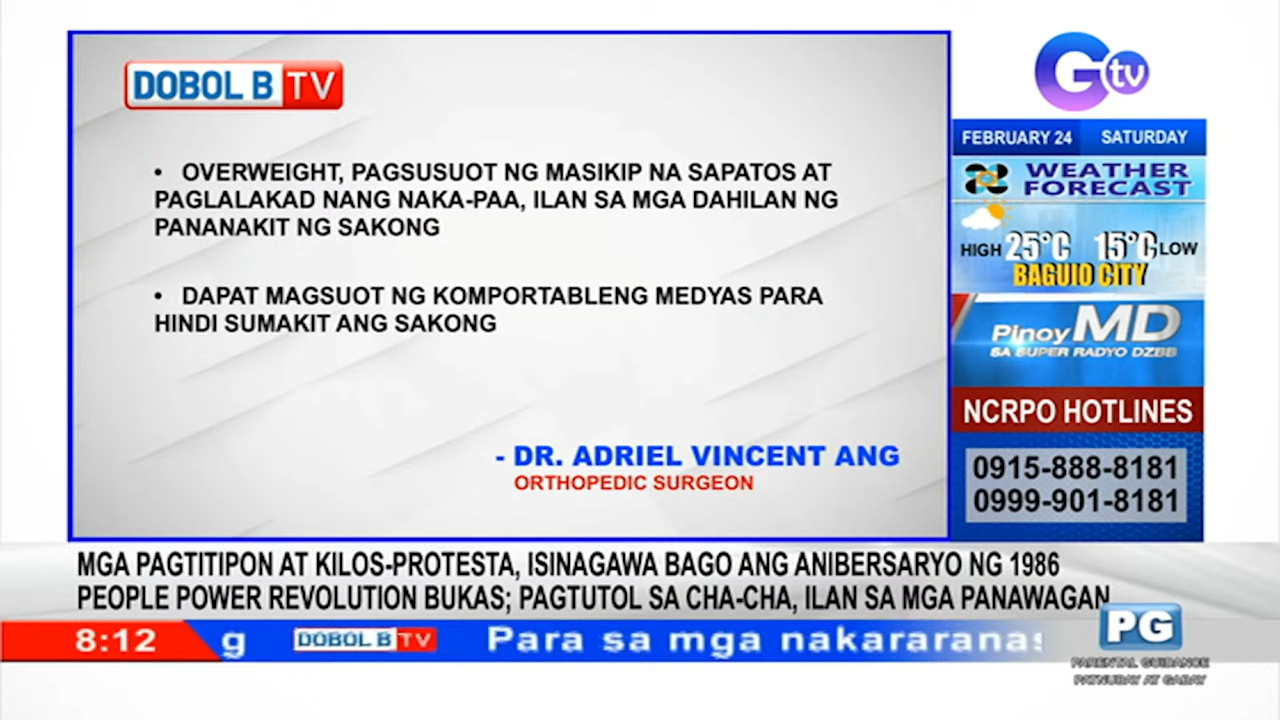 DOBOL B TV
• OVERWEIGHT, PAGSUSUOT NG MASIKIP NA SAPATOS AT
PAGLALAKAD NANG NAKA-PAA, ILAN SA MGA DAHILAN NG
PANANAKIT NG SAKONG
• DAPAT MAGSUOT NG KOMPORTABLENG MEDYAS PARA
HINDI SUMAKIT ANG SAKONG
- DR. ADRIEL VINCENT ANG
ORTHOPEDIC SURGEON
G tv
FEBRUARY 24 SATURDAY
WEATHER
FORECAST
HIGH 25°C 15°C LOW
BAGUIO CITY
Pinoy MD
SA SUPER RADYO DZBB
NCRPO HOTLINES
0915-888-8181
0999-901-8181
MGA PAGTITIPON AT KILOS-PROTESTA, ISINAGAWA BAGO ANG ANIBERSARYO NG 1986
PEOPLE POWER REVOLUTION BUKAS; PAGTUTOL SA CHA-CHA, ILAN SA MGA PANAWAGAN
8:12 g DOBOL B TV Para sa mga nakararanas
PG
PARENTAL GUIDANCE
PATNUBAY AT GABAY